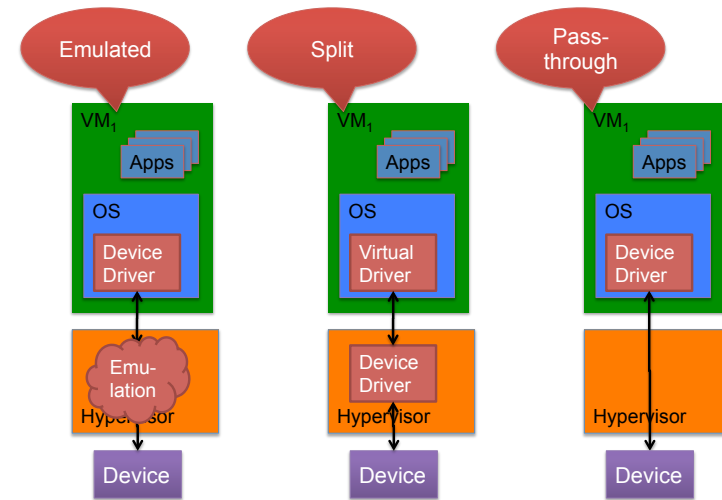 Emulated
VM1
Apps
OS
Device
Driver
Emu-
lation
Hypervisor
Device
Split
VM1
Apps
OS
Virtual
Driver
Device
Driver
Hypervisor
Device
Pass-
through
VM1
Apps
OS
Device
Driver
Hypervisor
Device